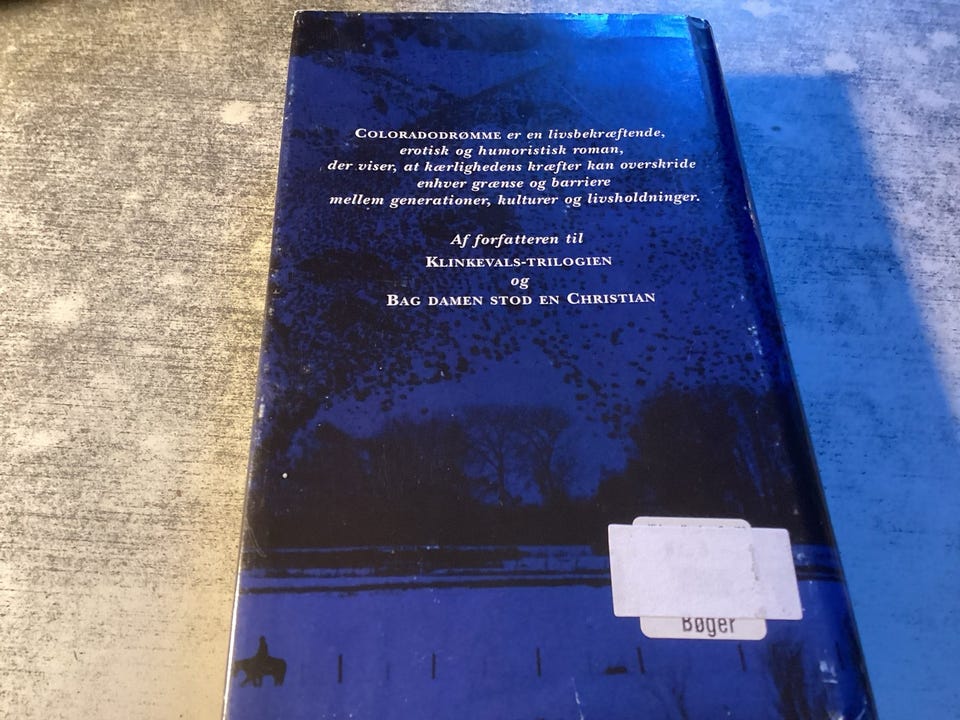 COLORADODRØMME er en livsbekræftende,
erotisk og humoristisk roman,
der viser, at kærlighedens kræfter kan overskride
enhver grænse og barriere
mellem generationer, kulturer og livsholdninger.
Af forfatteren til
KLINKEVALS-TRILOGIEN
og
BAG DAMEN STOD EN CHRISTIAN
Bøger